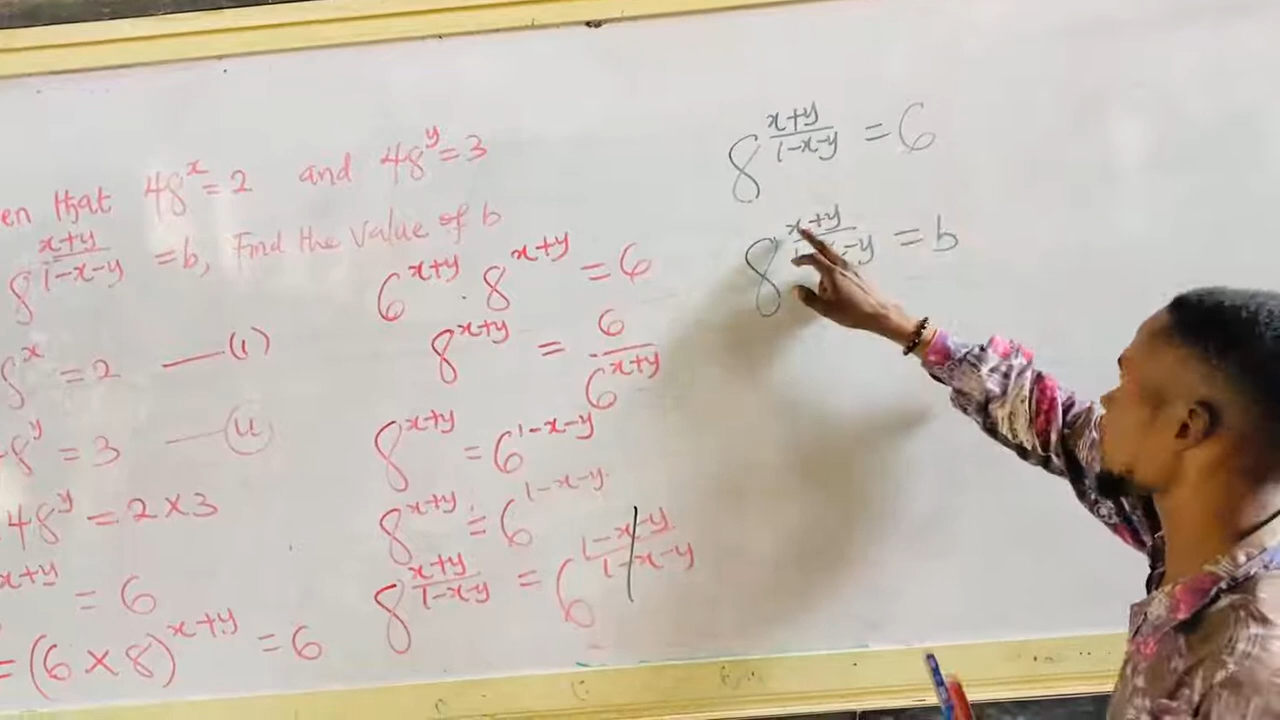 en that 48^x = 2 and 48^y = 3
8^((x+y)/(1-x-y)) = b, Find the value of b
8^x = 2 —— (1)
8^y = 3 —— (ii)
48^y = 2 × 3
x+y = 6
= (6 × 8)^(x+y) = 6
6^(x+y) . 8^(x+y) = 6
8^(x+y) = 6/6^(x+y)
8^(x+y) = 6^(1-x-y)
8^(x+y) = 6^(1-x-y)
8^((x+y)/(1-x-y)) = 6^((1-x-y)/(1-x-y))
8^((x+y)/(1-x-y)) = 6
8^((x+y)/(1-x-y)) = b